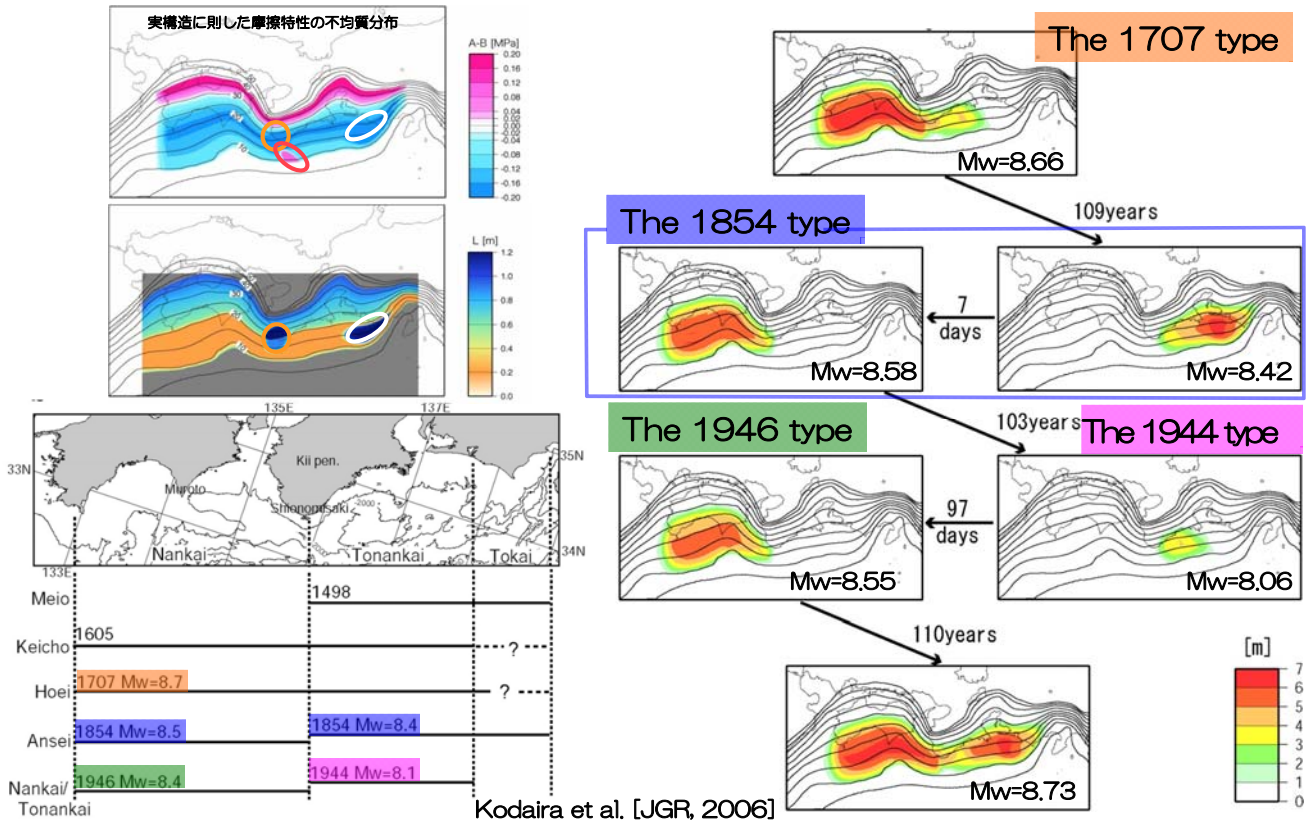 実構造に則した摩擦特性の不均質分布
A-B [MPa]
0.20
0.16
0.12
0.08
0.04
0.00
-0.04
-0.08
-0.12
-0.16
-0.20
30
20
10
L [m]
1.2
1.0
0.8
0.6
0.4
0.2
0.0
30
20
10
135E
137E
33N
35N
Kii pen.
Muroto
Shionomisaki
2000
Nankai
Tonankai
Tokai
34N
133E
Meio
1498
Keicho
1605
?
Hoei
1707 Mw=8.7
?
Ansei
1854 Mw=8.5
1854 Mw=8.4
Nankai/
Tonankai
1946 Mw=8.4
1944 Mw=8.1
Kodaira et al. [JGR, 2006]
The 1707 type
Mw=8.66
109years
The 1854 type
7
days
Mw=8.58
Mw=8.42
103years
The 1946 type
The 1944 type
97
days
Mw=8.55
Mw=8.06
110years
Mw=8.73
[m]
7
6
5
4
3
2
1
0